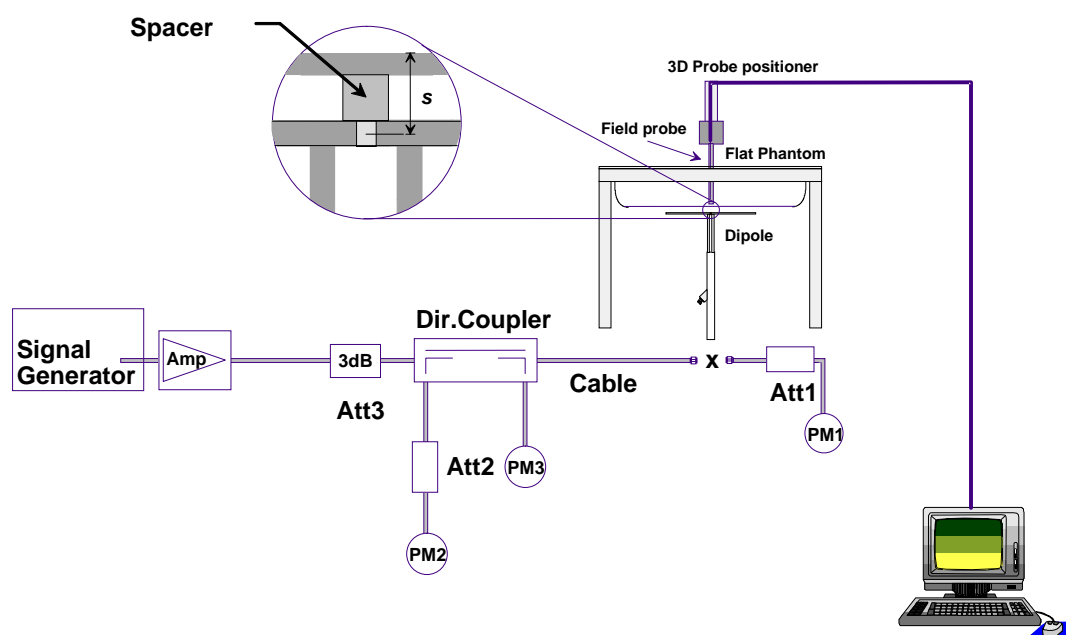 Spacer
s
3D Probe positioner
Field probe
Flat Phantom
Dipole
Dir.Coupler
Signal
Generator
Amp
3dB
Att3
Cable
x
Att1
PM1
Att2
PM3
PM2